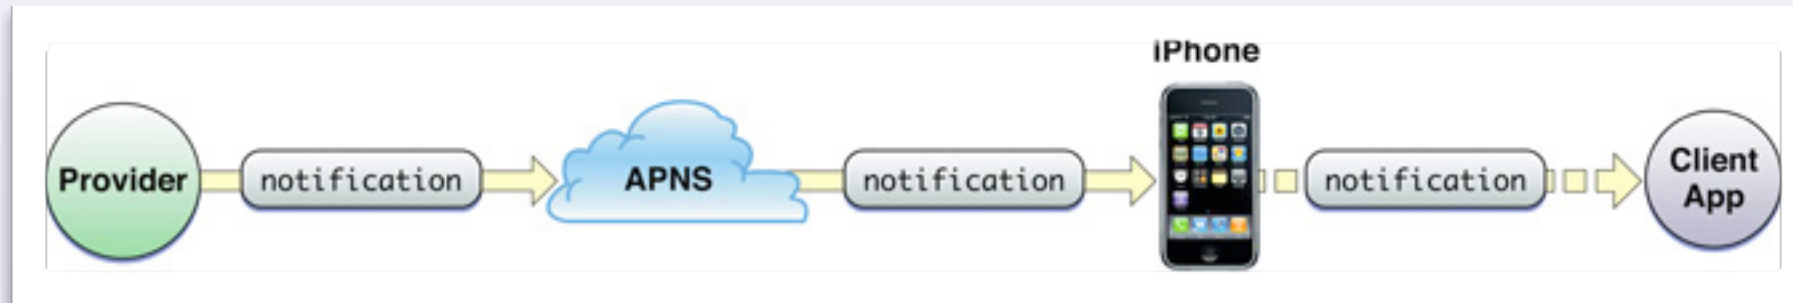 iPhone
Provider
notification
APNS
notification
notification
Client
App